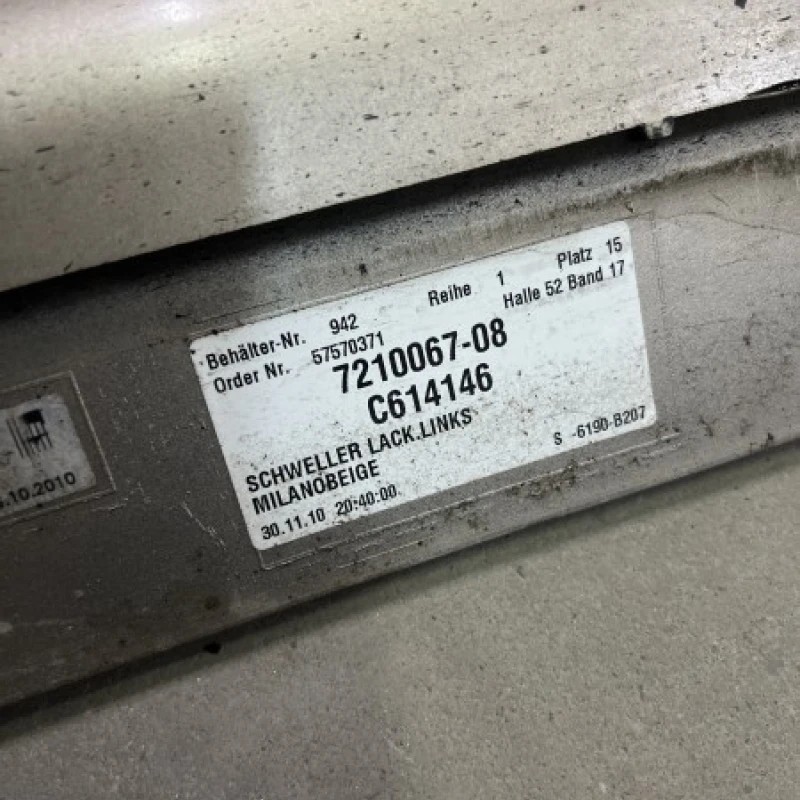 Behälter-Nr. 942 Reihe 1 Platz 15
Order Nr. 57570371 Halle 52 Band 17
7210067-08
C614146
SCHWELLER LACK.LINKS
MILANOBEIGE
S -6190-B207
30.11.10 20:40:00
.10.2010